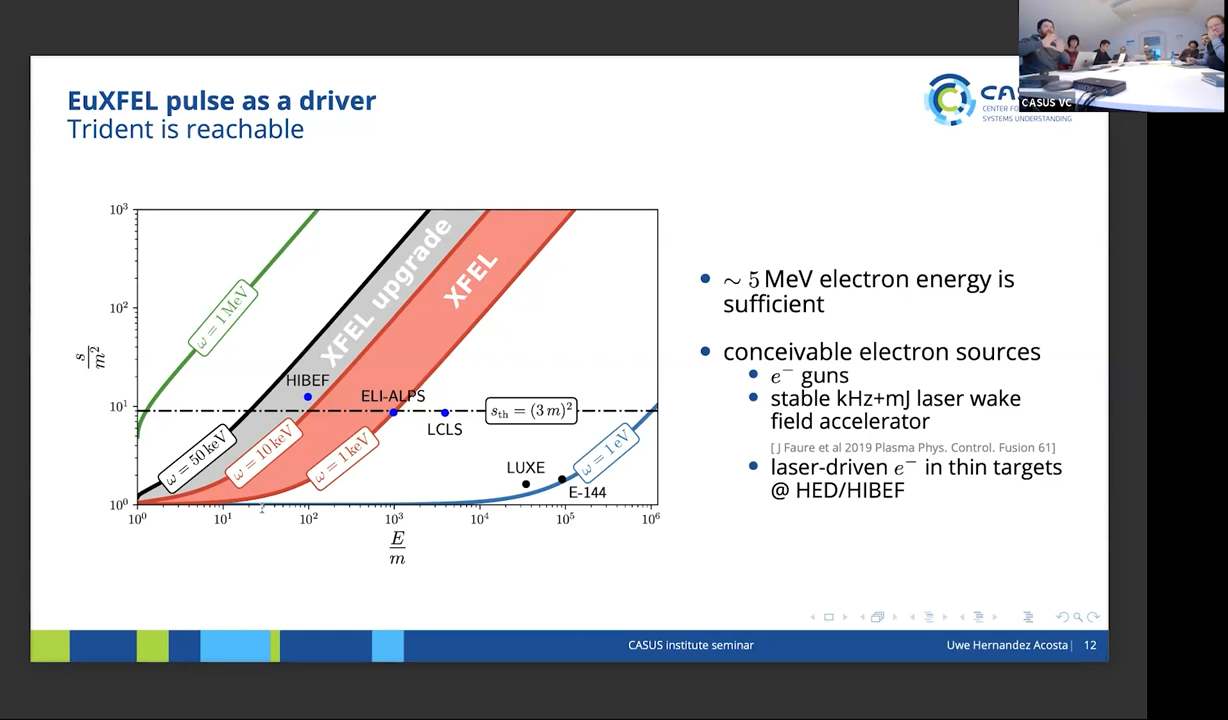 EuXFEL pulse as a driver
Trident is reachable
CASUS VC
CENTER FO
SYSTEMS UNDERSTANDING
10³
10²
10¹
10⁰
s/m²
ω = 1 MeV
XFEL upgrade
XFEL
HIBEF
ELI-ALPS
LCLS
s_th = (3 m)²
ω = 50 keV
ω = 10 keV
ω = 1 keV
ω = 1 eV
LUXE
E-144
10⁰ 10¹ 10² 10³ 10⁴ 10⁵ 10⁶
E/m
• ~ 5 MeV electron energy is
sufficient
• conceivable electron sources
• e⁻ guns
• stable kHz+mJ laser wake
field accelerator
[ J Faure et al 2019 Plasma Phys. Control. Fusion 61]
• laser-driven e⁻ in thin targets
@ HED/HIBEF
CASUS institute seminar
Uwe Hernandez Acosta | 12